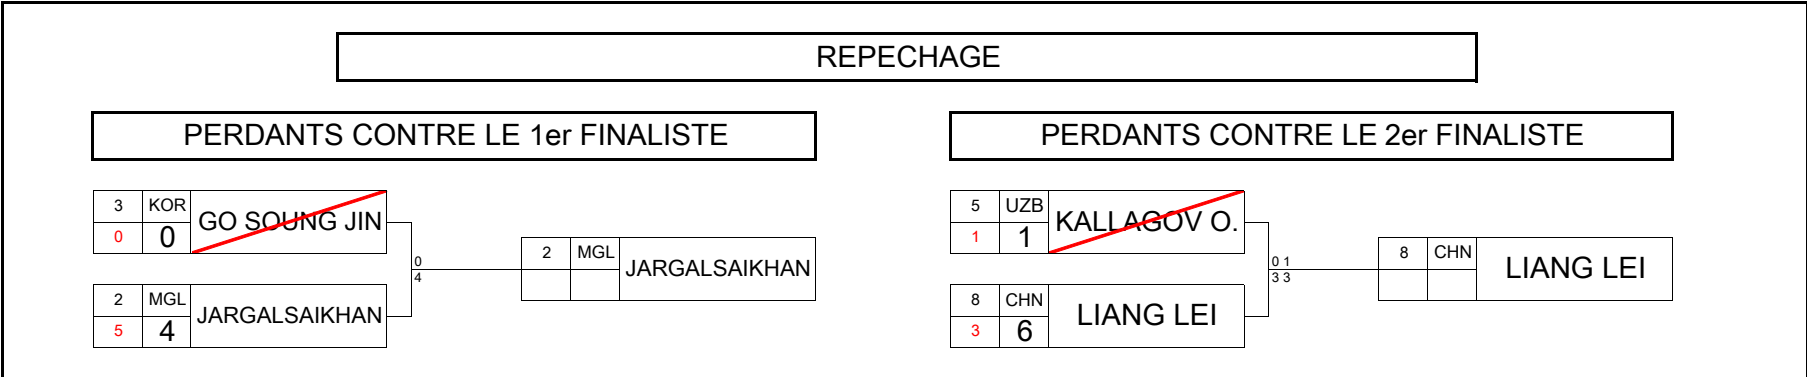 REPECHAGE
PERDANTS CONTRE LE 1er FINALISTE
PERDANTS CONTRE LE 2er FINALISTE
3 KOR GO SOUNG JIN
0 0
2 MGL JARGALSAIKHAN
5 4
0
4
2 MGL JARGALSAIKHAN
5 UZB KALLAGOV O.
1 1
8 CHN LIANG LEI
3 6
0 1
3 3
8 CHN LIANG LEI